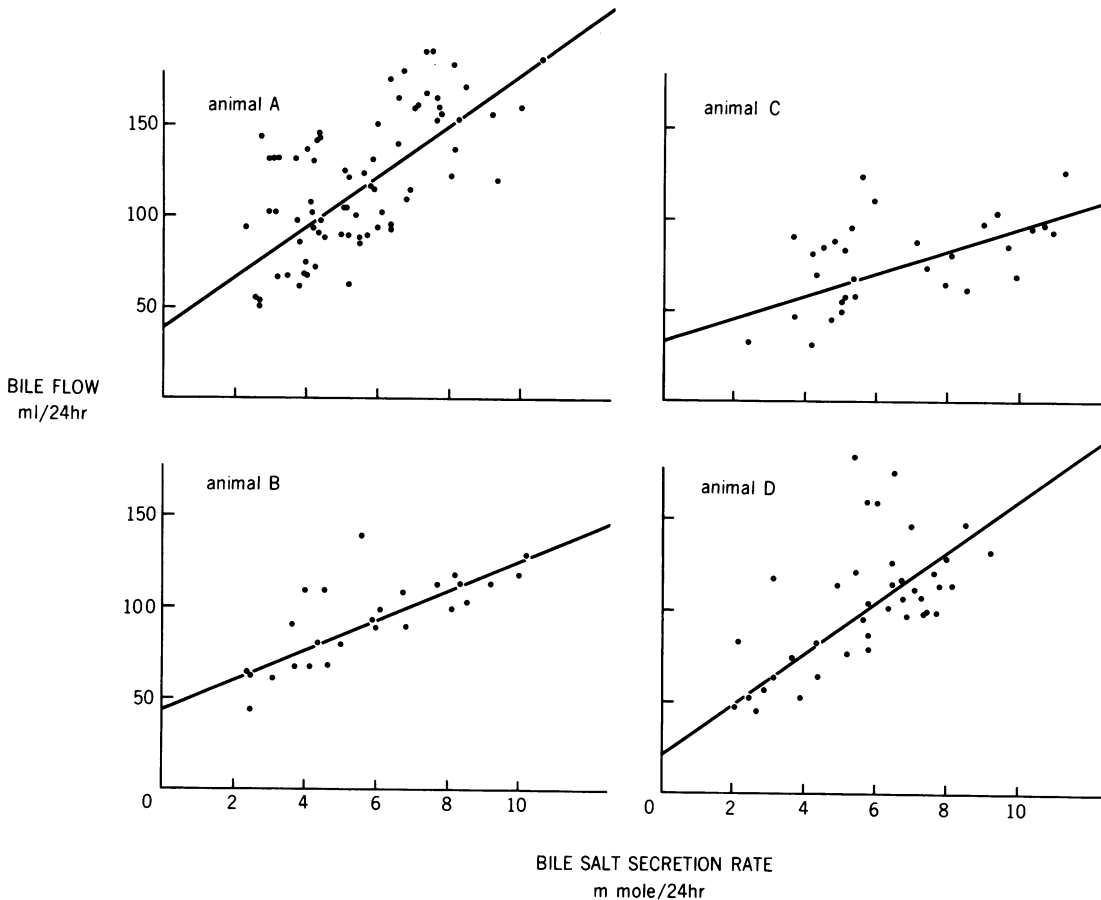 animal A
150
100
50
animal C
BILE FLOW
ml/24hr
animal B
150
100
50
0
2
4
6
8
10
animal D
0
2
4
6
8
10
BILE SALT SECRETION RATE
m mole/24hr